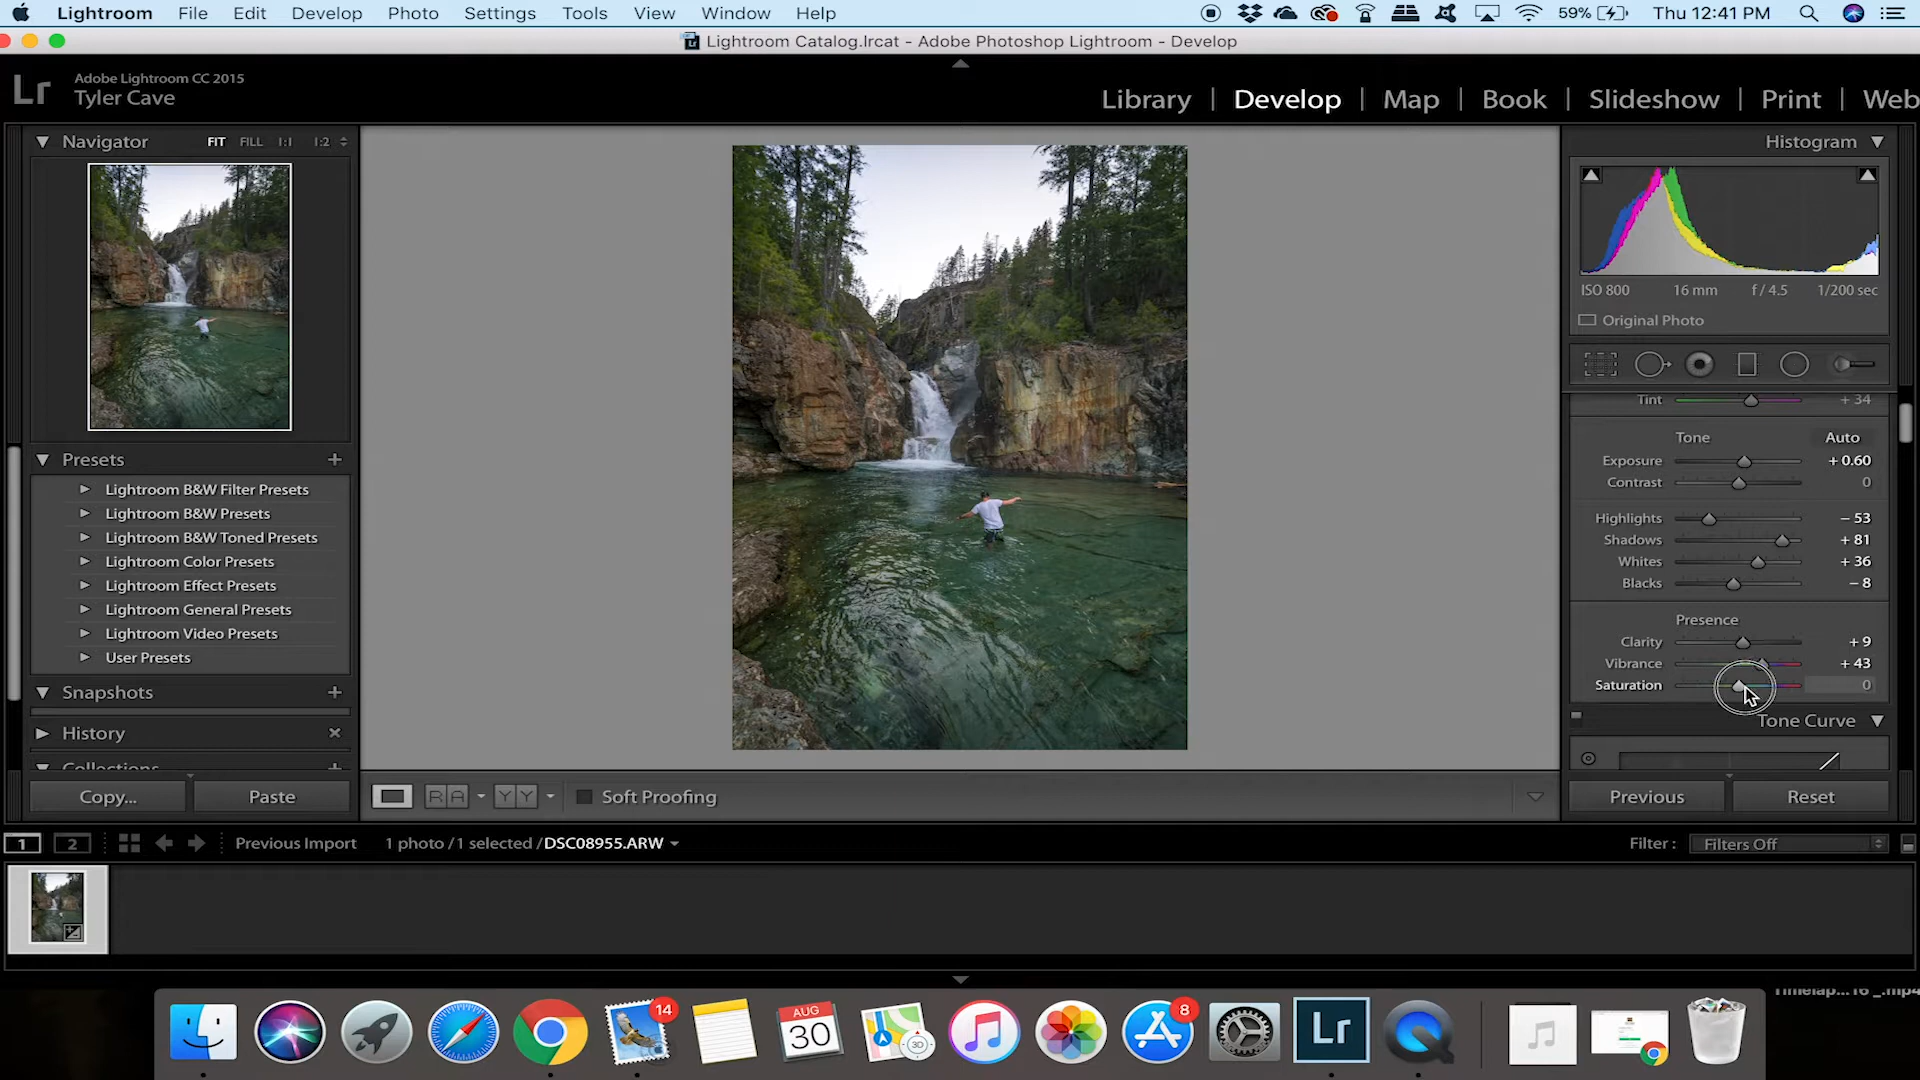 Lightroom File Edit Develop Photo Settings Tools View Window Help 59% Thu 12:41 PM
Lightroom Catalog.lrcat - Adobe Photoshop Lightroom - Develop
Lr Adobe Lightroom CC 2015
Tyler Cave
Library | Develop | Map | Book | Slideshow | Print | Web
Navigator FIT FILL 1:1 1:2
Histogram
ISO 800 16 mm f / 4.5 1/200 sec
Original Photo
Tint + 34
Tone Auto
Exposure + 0.60
Contrast 0
Highlights – 53
Shadows + 81
Whites + 36
Blacks – 8
Presence
Clarity + 9
Vibrance + 43
Saturation 0
Tone Curve
Presets +
Lightroom B&W Filter Presets
Lightroom B&W Presets
Lightroom B&W Toned Presets
Lightroom Color Presets
Lightroom Effect Presets
Lightroom General Presets
Lightroom Video Presets
User Presets
Snapshots +
History ×
Collections +
Copy... Paste
R A Y Y Soft Proofing
Previous Reset
1 2 Previous Import 1 photo / 1 selected / DSC08955.ARW Filter : Filters Off
Timelap...16 _.mp4
14 AUG 30 3D 8 Lr